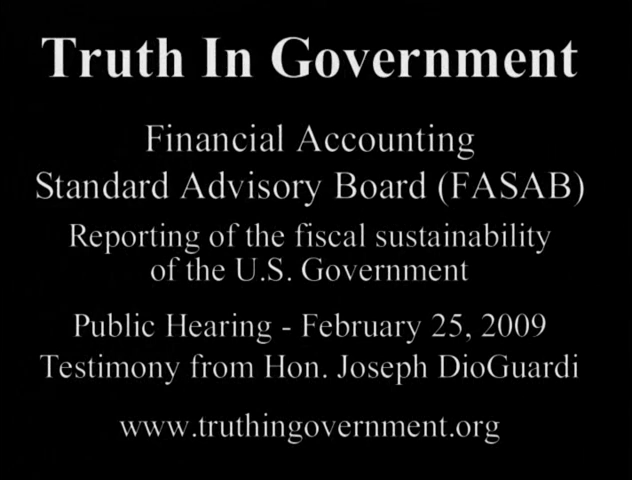 Truth In Government
Financial Accounting
Standard Advisory Board (FASAB)
Reporting of the fiscal sustainability
of the U.S. Government
Public Hearing - February 25, 2009
Testimony from Hon. Joseph DioGuardi
www.truthingovernment.org